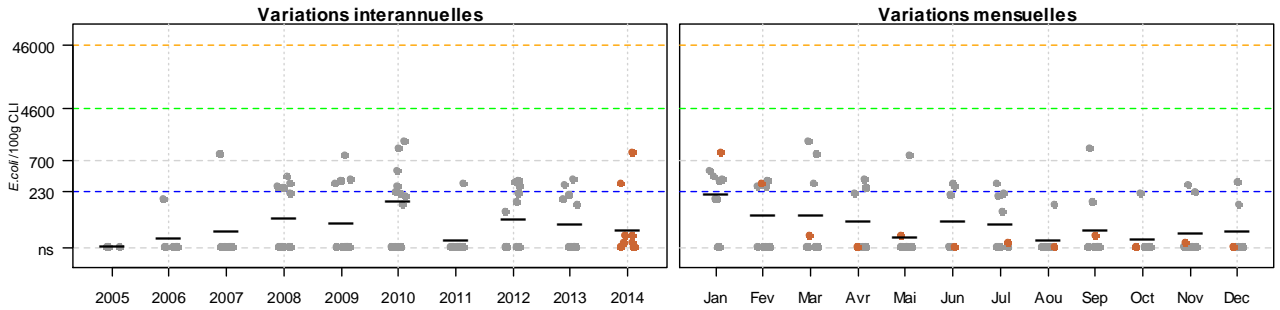 Variations interannuelles
Variations mensuelles
E.coli /100g CLI
46000
4600
700
230
ns
2005 2006 2007 2008 2009 2010 2011 2012 2013 2014
Jan Fev Mar Avr Mai Jun Jul Aou Sep Oct Nov Dec